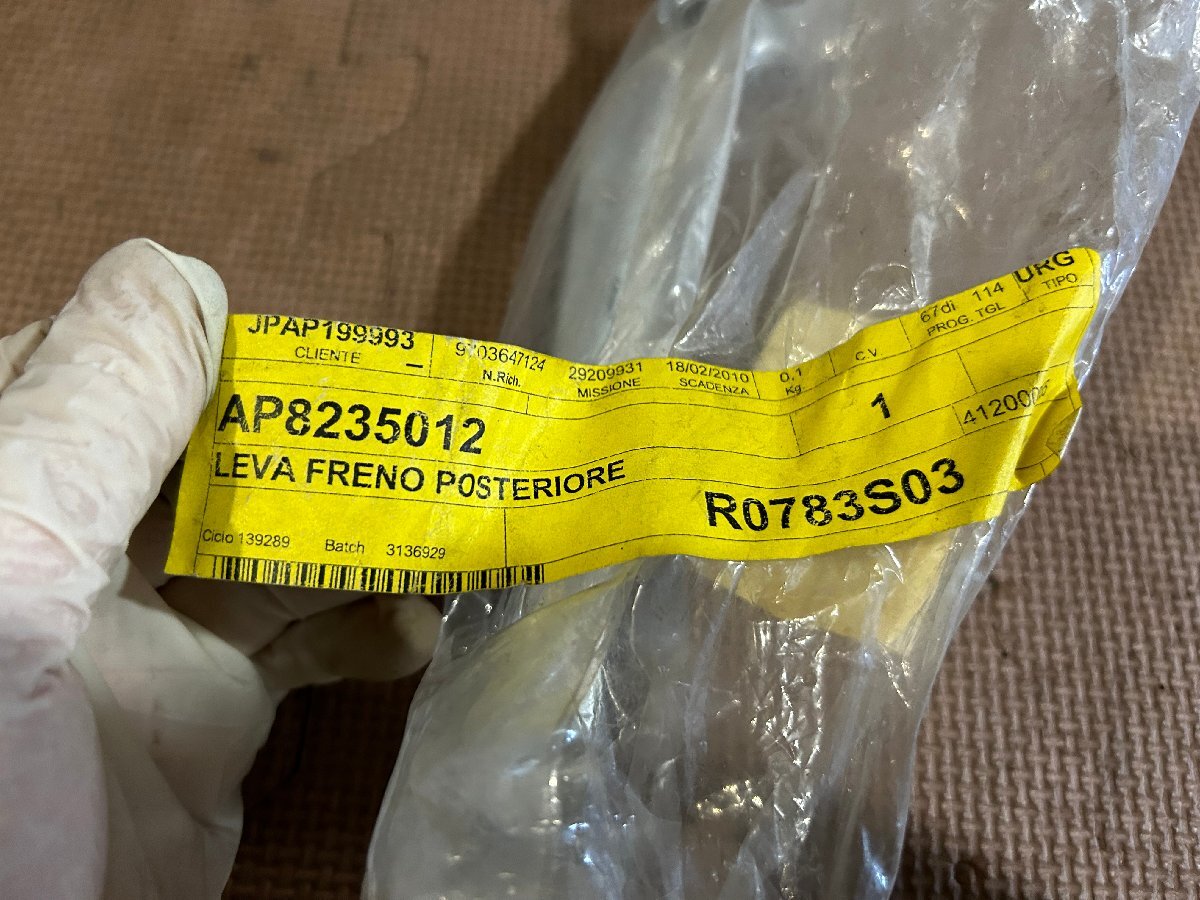 JPAP199993 9703647124 29209931 18/02/2010 0,1 67di 114 URG
CLIENTE N.Rich. MISSIONE SCADENZA Kg C.V. PROG. TGL TIPO
AP8235012 1
LEVA FRENO POSTERIORE R0783S03
Ciclo 139289 Batch 3136929